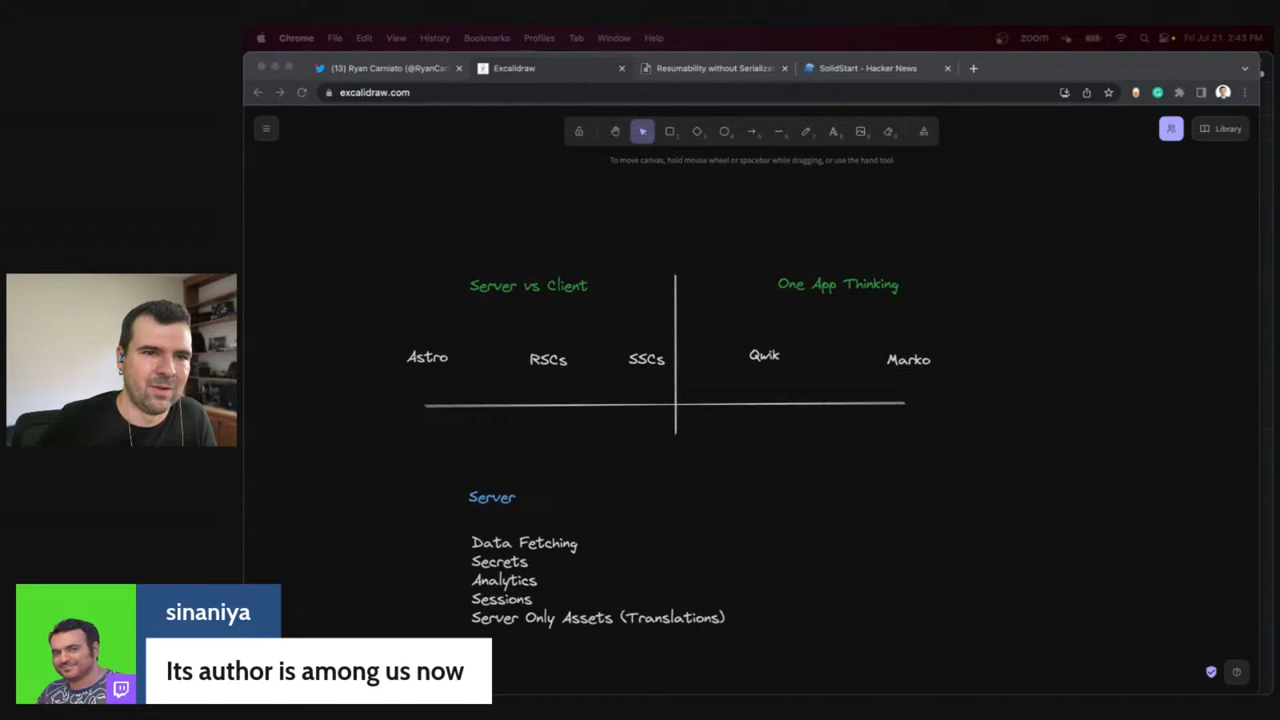 Chrome File Edit View History Bookmarks Profiles Tab Window Help
zoom Fri Jul 21 2:43 PM
(13) Ryan Carniato (@RyanCar
Excalidraw
Resumability without Serializa
SolidStart - Hacker News
excalidraw.com
Library
To move canvas, hold mouse wheel or spacebar while dragging, or use the hand tool
Server vs Client
One App Thinking
Astro RSCs SSCs Qwik Marko
Server
Data Fetching
Secrets
Analytics
Sessions
Server Only Assets (Translations)
sinaniya
Its author is among us now